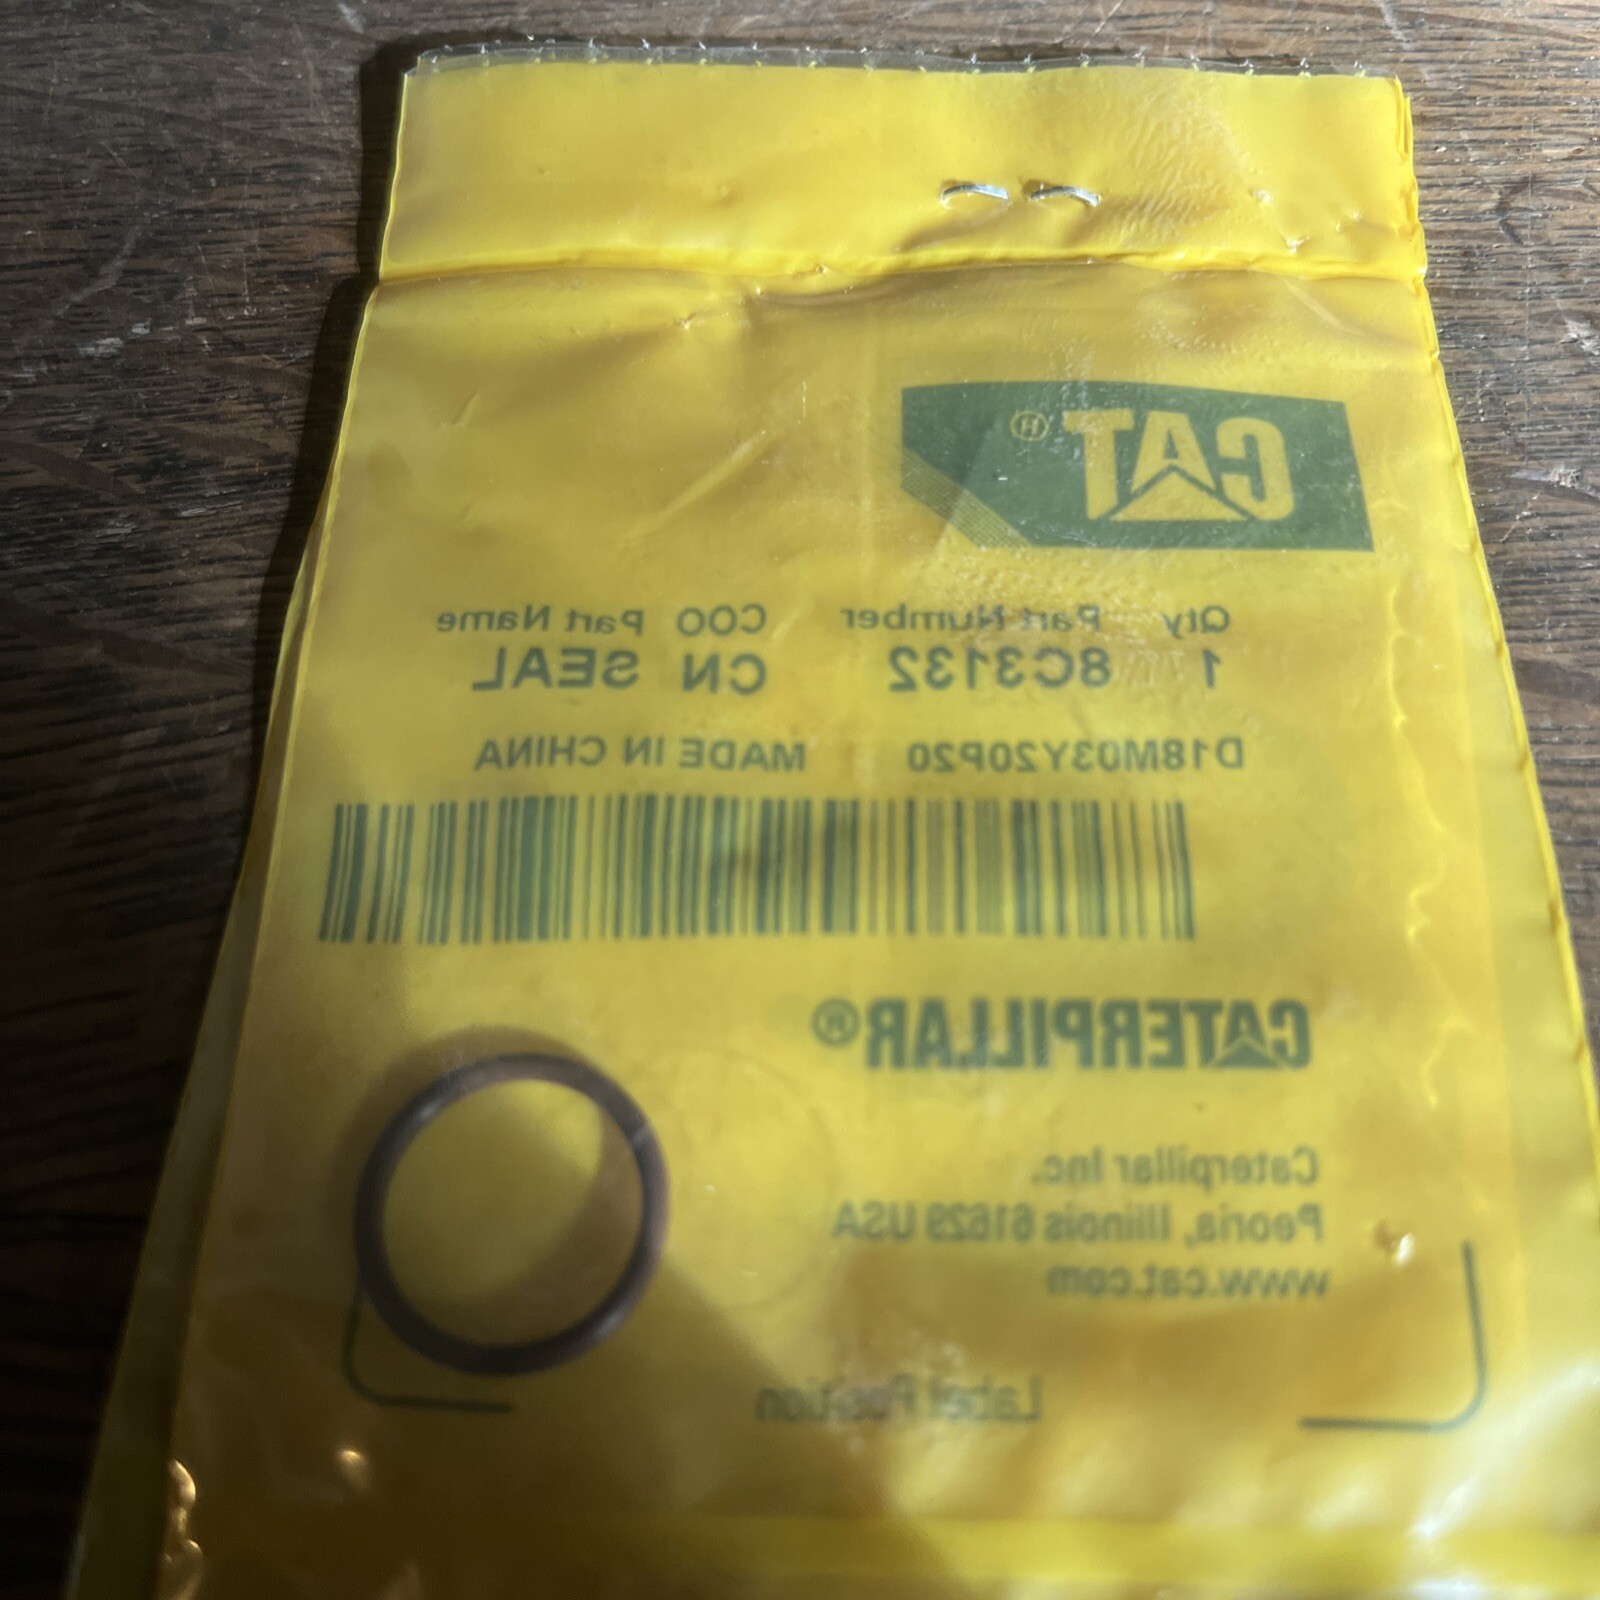 CAT®
Qty Part Number COO Part Name
1 8C3132 CN SEAL
D18M03Y20P20 MADE IN CHINA
CATERPILLAR®
Caterpillar Inc.
Peoria, Illinois 61629 USA
www.cat.com
Label Position